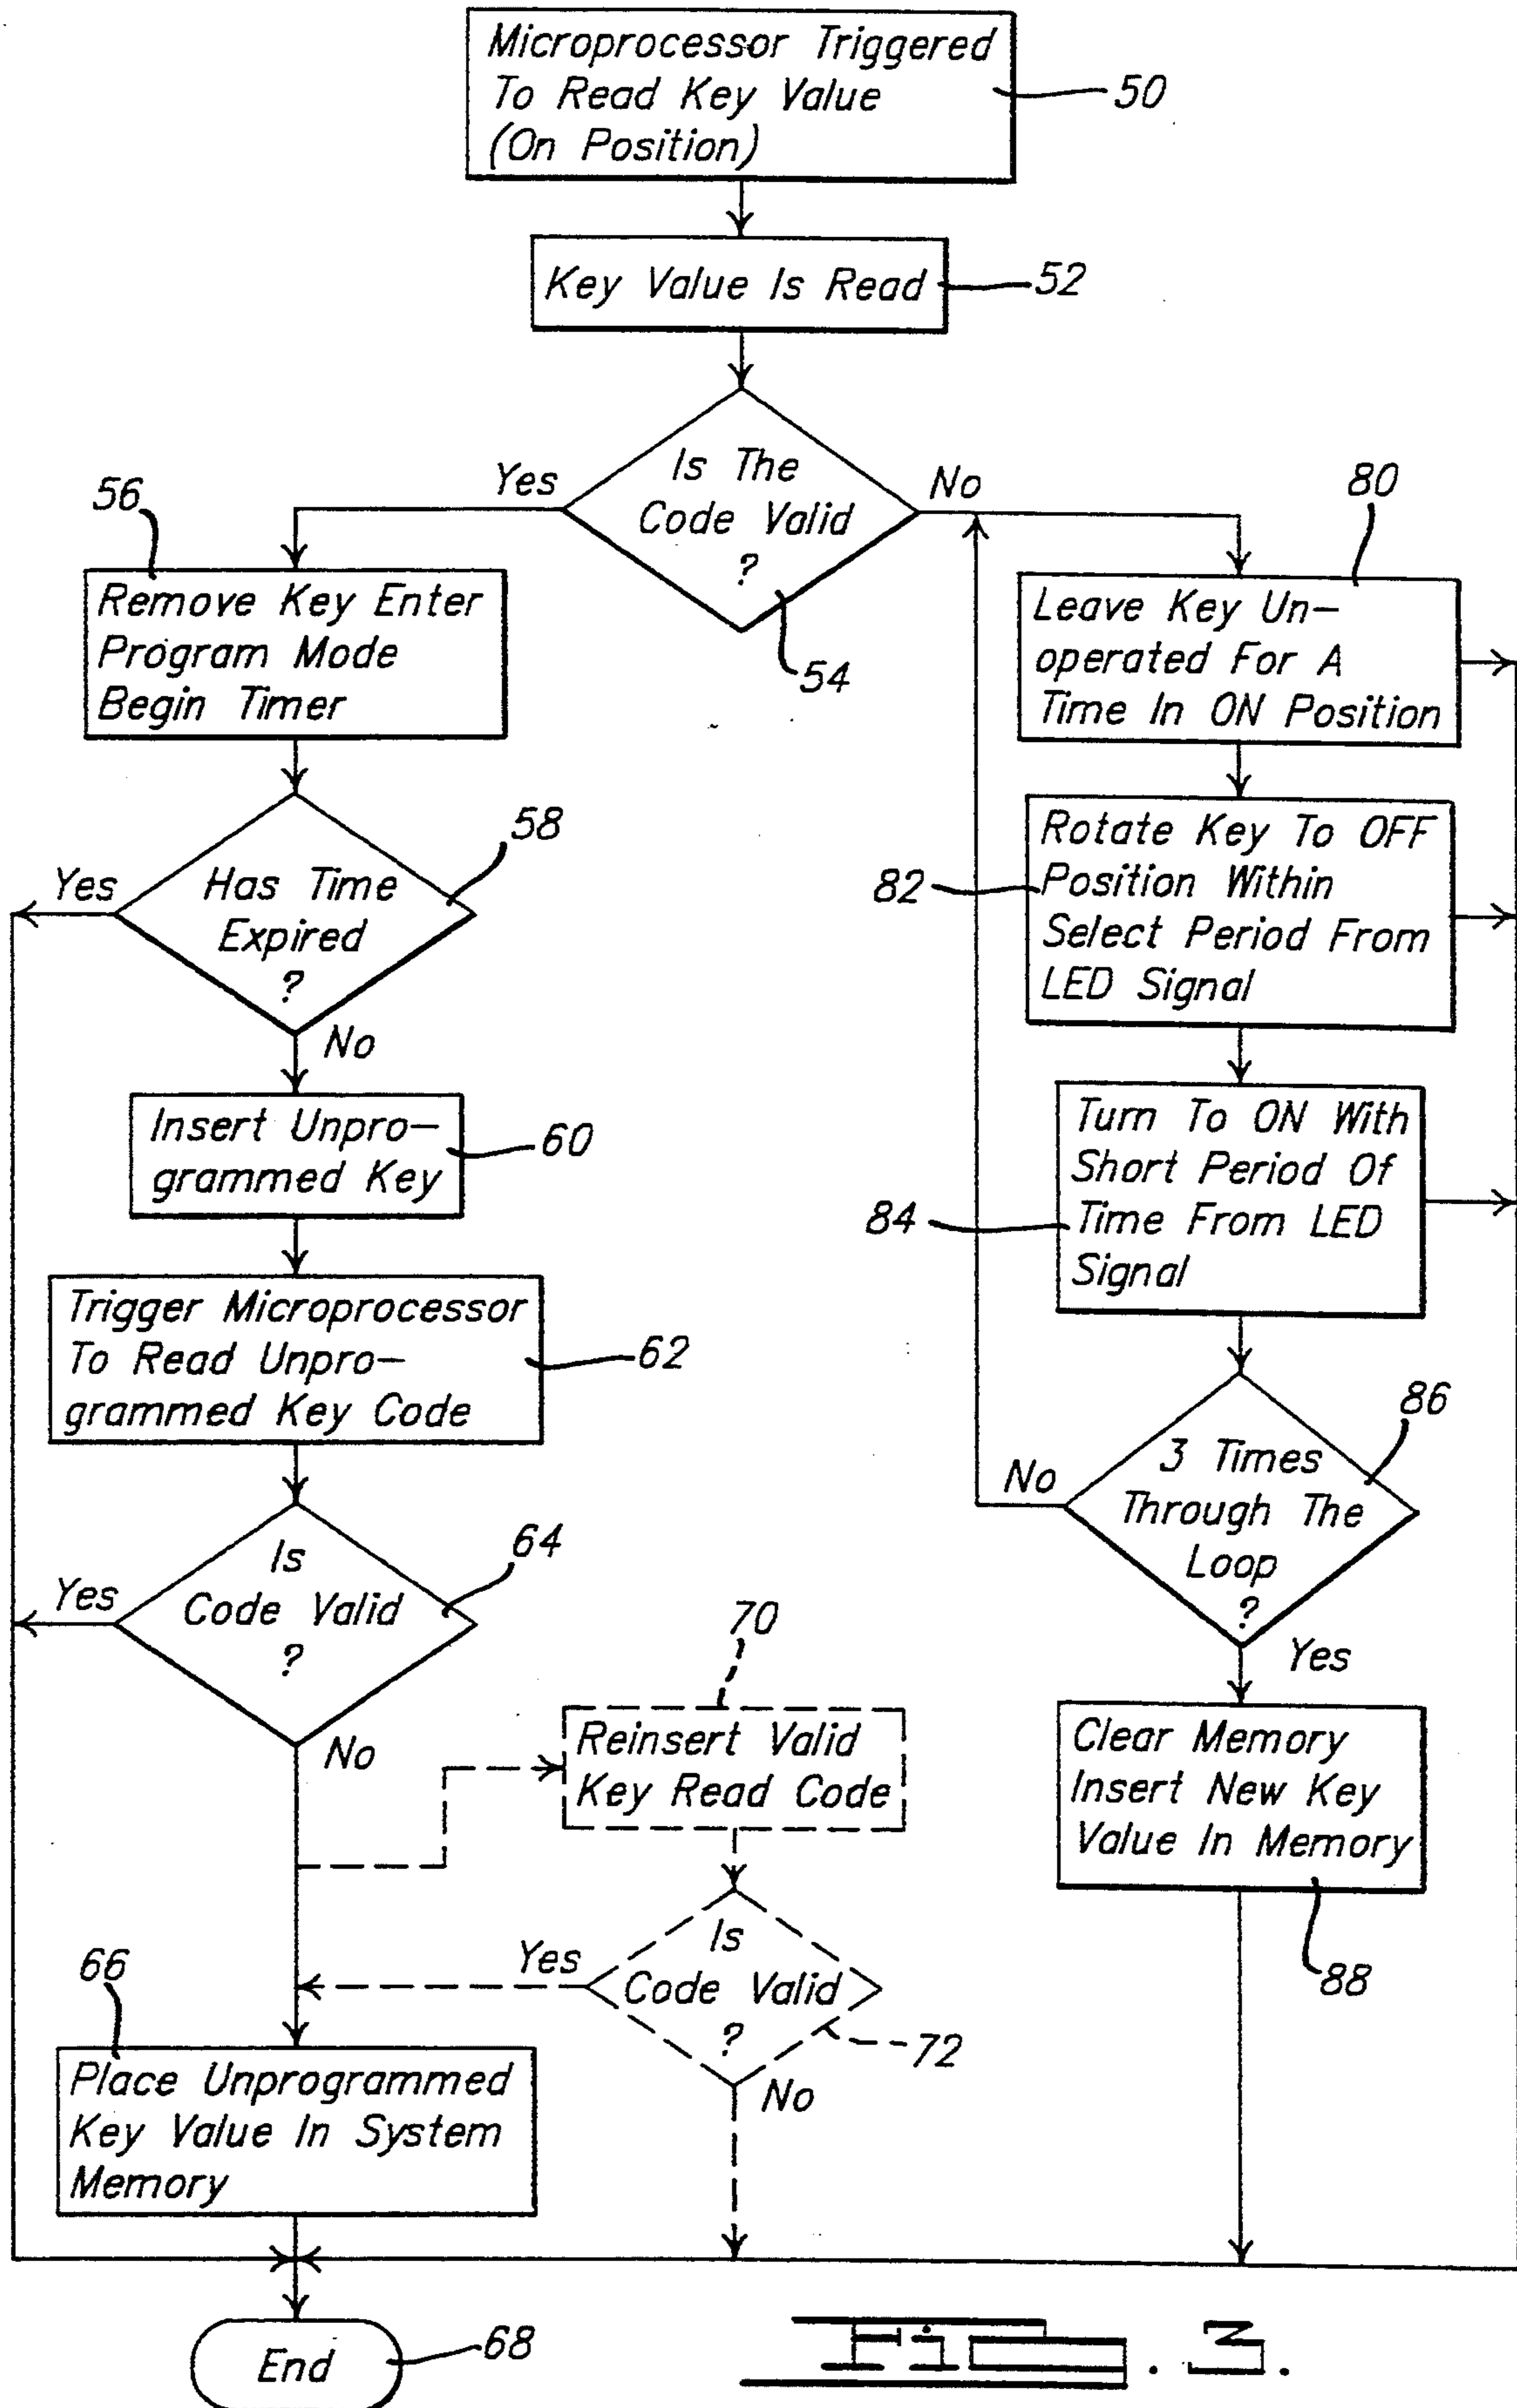 Microprocessor Triggered
To Read Key Value
(On Position)
50
Key Value Is Read
52
Is The
Code Valid
?
54
Yes
No
56
Remove Key Enter
Program Mode
Begin Timer
Has Time
Expired
?
58
Yes
No
Insert Unpro-
grammed Key
60
Trigger Microprocessor
To Read Unpro-
grammed Key Code
62
Is
Code Valid
?
64
Yes
No
70
Reinsert Valid
Key Read Code
Is
Code Valid
?
72
Yes
No
66
Place Unprogrammed
Key Value In System
Memory
End
68
80
Leave Key Un-
operated For A
Time In ON Position
82
Rotate Key To OFF
Position Within
Select Period From
LED Signal
84
Turn To ON With
Short Period Of
Time From LED
Signal
86
3 Times
Through The
Loop
?
No
Yes
Clear Memory
Insert New Key
Value In Memory
88
Fig. 3.